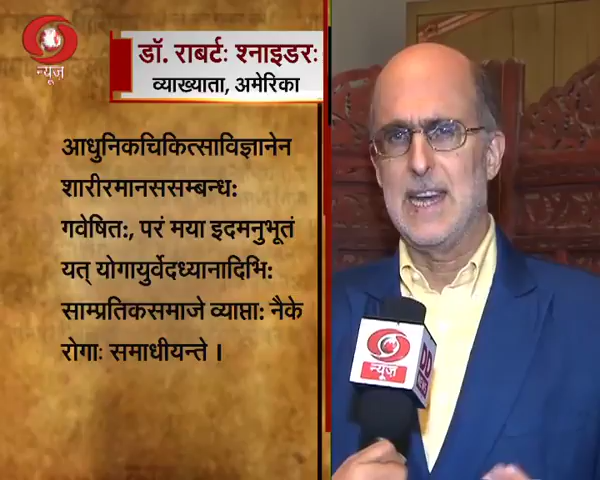 न्यूज़
डॉ. राबर्टः श्नाइडरः
व्याख्याता, अमेरिका
आधुनिकचिकित्साविज्ञानेन
शारीरमानससम्बन्धः
गवेषितः, परं मया इदमनुभूतं
यत् योगायुर्वेदध्यानादिभिः
साम्प्रतिकसमाजे व्याप्ताः नैके
रोगाः समाधीयन्ते ।
न्यूज़
DD